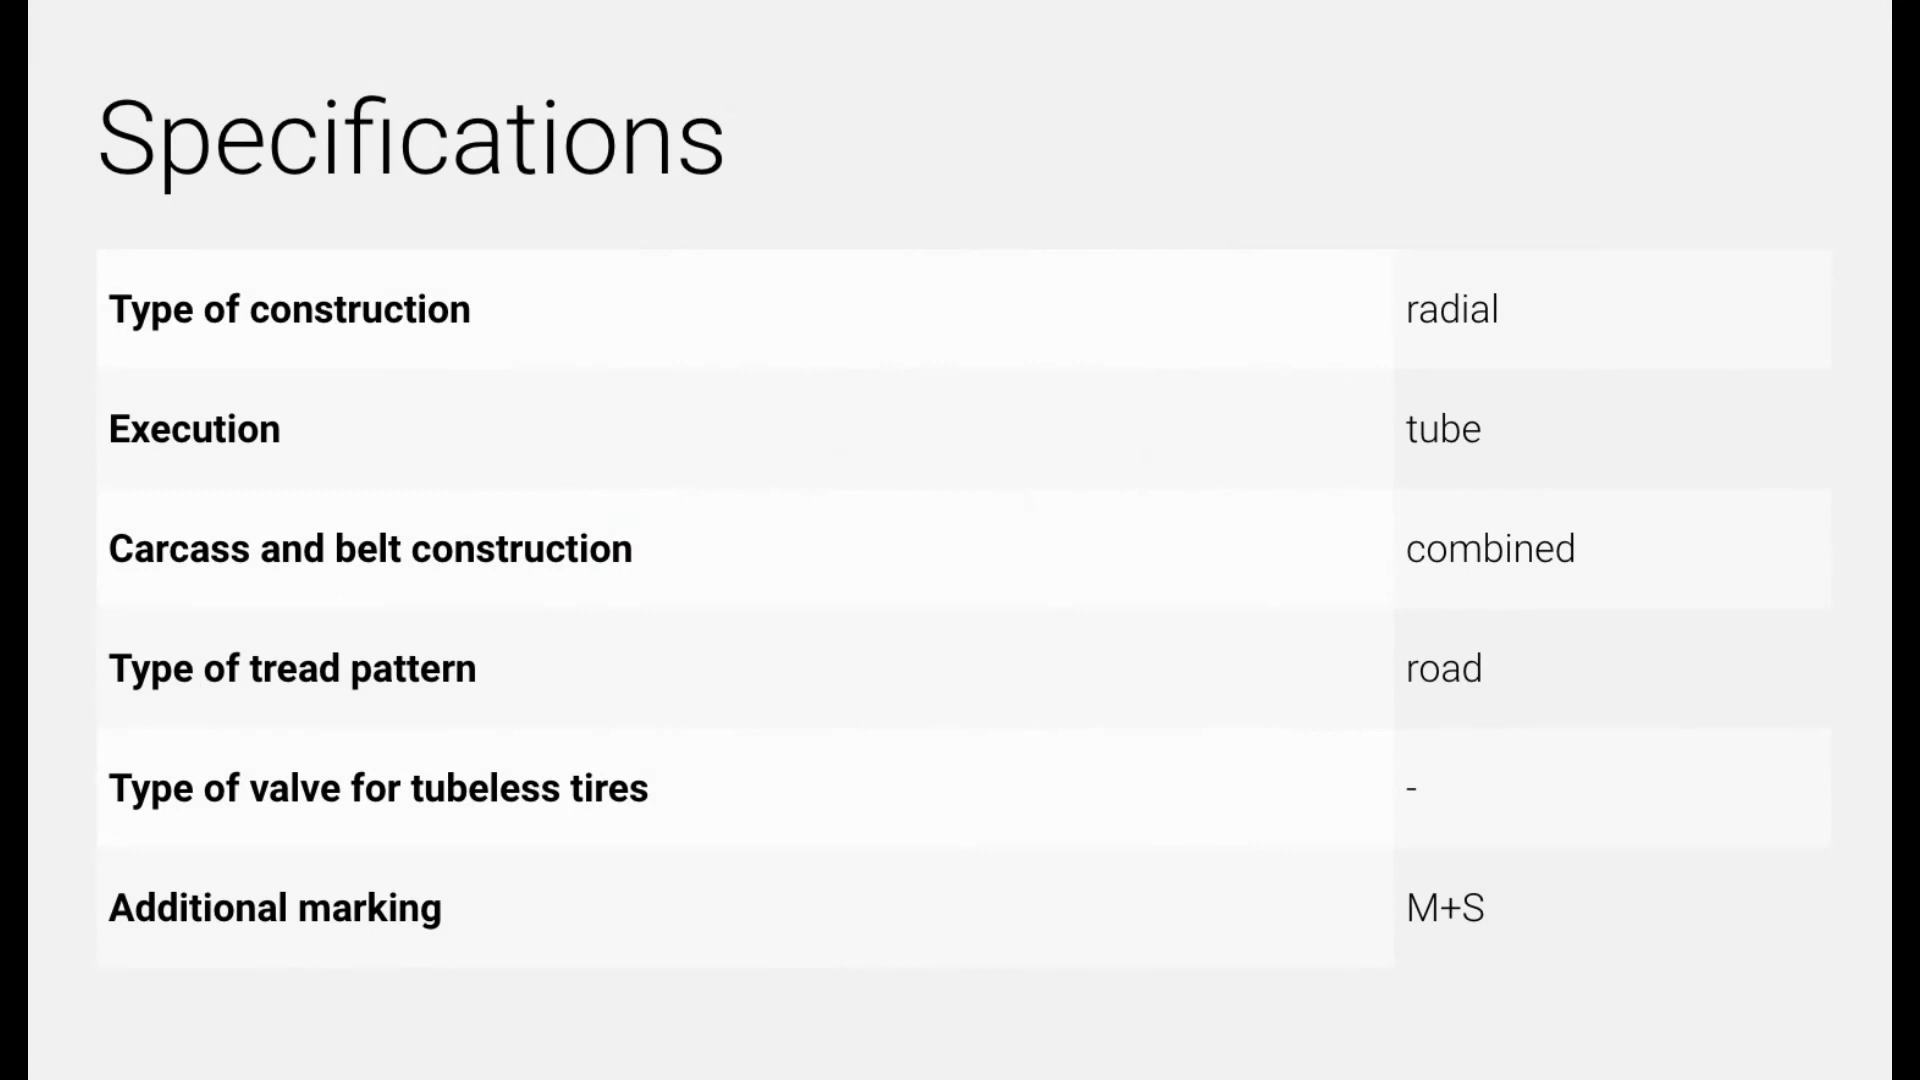 Specifications
Type of construction radial
Execution tube
Carcass and belt construction combined
Type of tread pattern road
Type of valve for tubeless tires -
Additional marking M+S